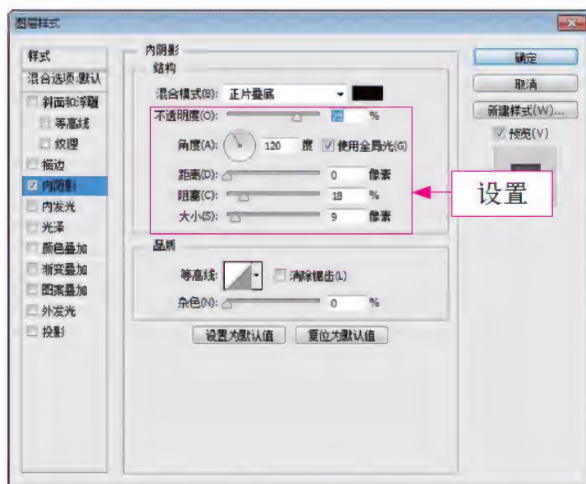 图层样式
样式
混合选项:默认
斜面和浮雕
等高线
纹理
描边
内阴影
内发光
光泽
颜色叠加
渐变叠加
图案叠加
外发光
投影
内阴影
结构
混合模式(B): 正片叠底
不透明度(O): 75 %
角度(A): 120 度 使用全局光(G)
距离(D): 0 像素
阻塞(C): 18 %
大小(S): 9 像素
品质
等高线: 消除锯齿(L)
杂色(N): 0 %
设置为默认值 复位为默认值
确定
取消
新建样式(W)...
预览(V)
设置